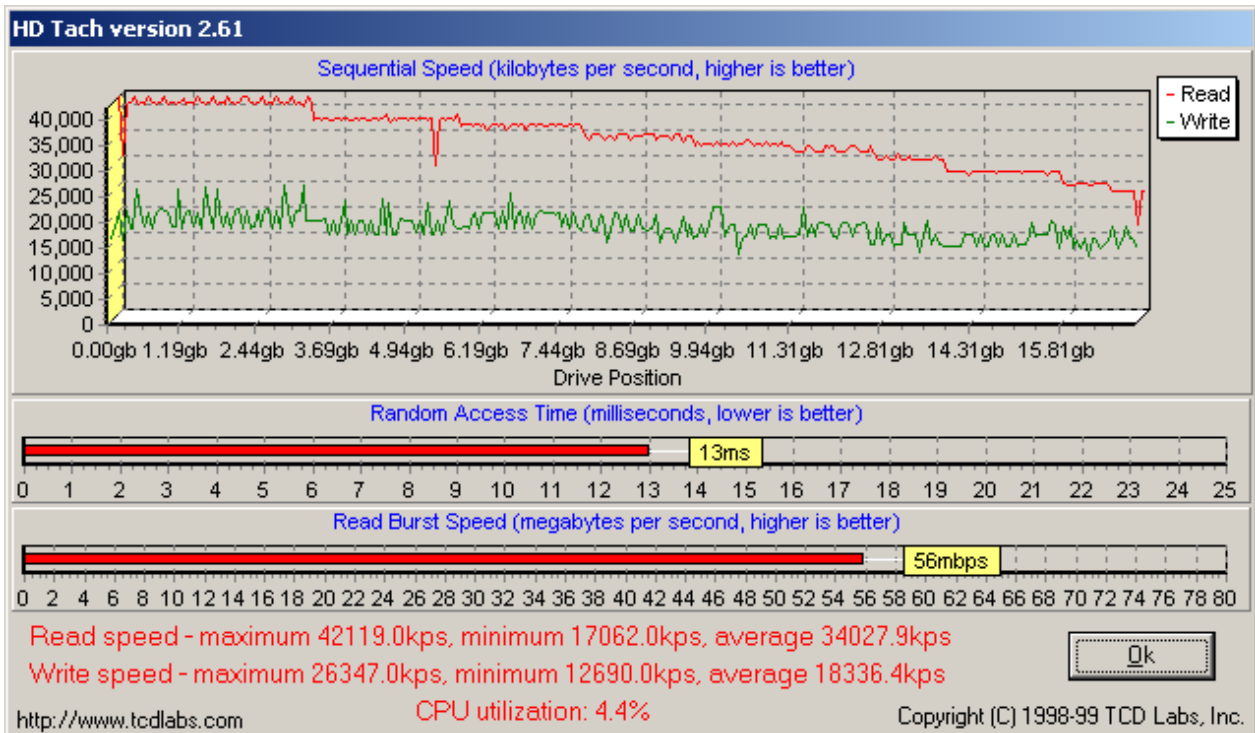 HD Tach version 2.61
Sequential Speed (kilobytes per second, higher is better)
Read
Write
40,000
35,000
30,000
25,000
20,000
15,000
10,000
5,000
0
0.00gb 1.19gb 2.44gb 3.69gb 4.94gb 6.19gb 7.44gb 8.69gb 9.94gb 11.31gb 12.81gb 14.31gb 15.81gb
Drive Position
Random Access Time (milliseconds, lower is better)
13ms
0 1 2 3 4 5 6 7 8 9 10 11 12 13 14 15 16 17 18 19 20 21 22 23 24 25
Read Burst Speed (megabytes per second, higher is better)
56mbps
0 2 4 6 8 10 12 14 16 18 20 22 24 26 28 30 32 34 36 38 40 42 44 46 48 50 52 54 56 58 60 62 64 66 68 70 72 74 76 78 80
Read speed - maximum 42119.0kps, minimum 17062.0kps, average 34027.9kps
Write speed - maximum 26347.0kps, minimum 12690.0kps, average 18336.4kps
Ok
CPU utilization: 4.4%
http://www.tcdlabs.com
Copyright (C) 1998-99 TCD Labs, Inc.